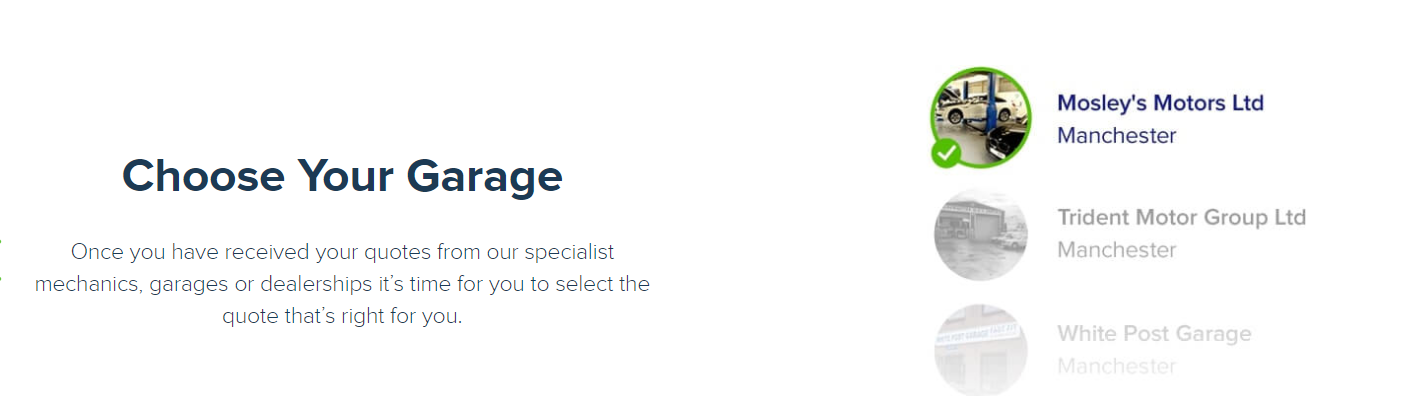 Choose Your Garage
Once you have received your quotes from our specialist
mechanics, garages or dealerships it’s time for you to select the
quote that’s right for you.
Mosley's Motors Ltd
Manchester
Trident Motor Group Ltd
Manchester
White Post Garage
Manchester